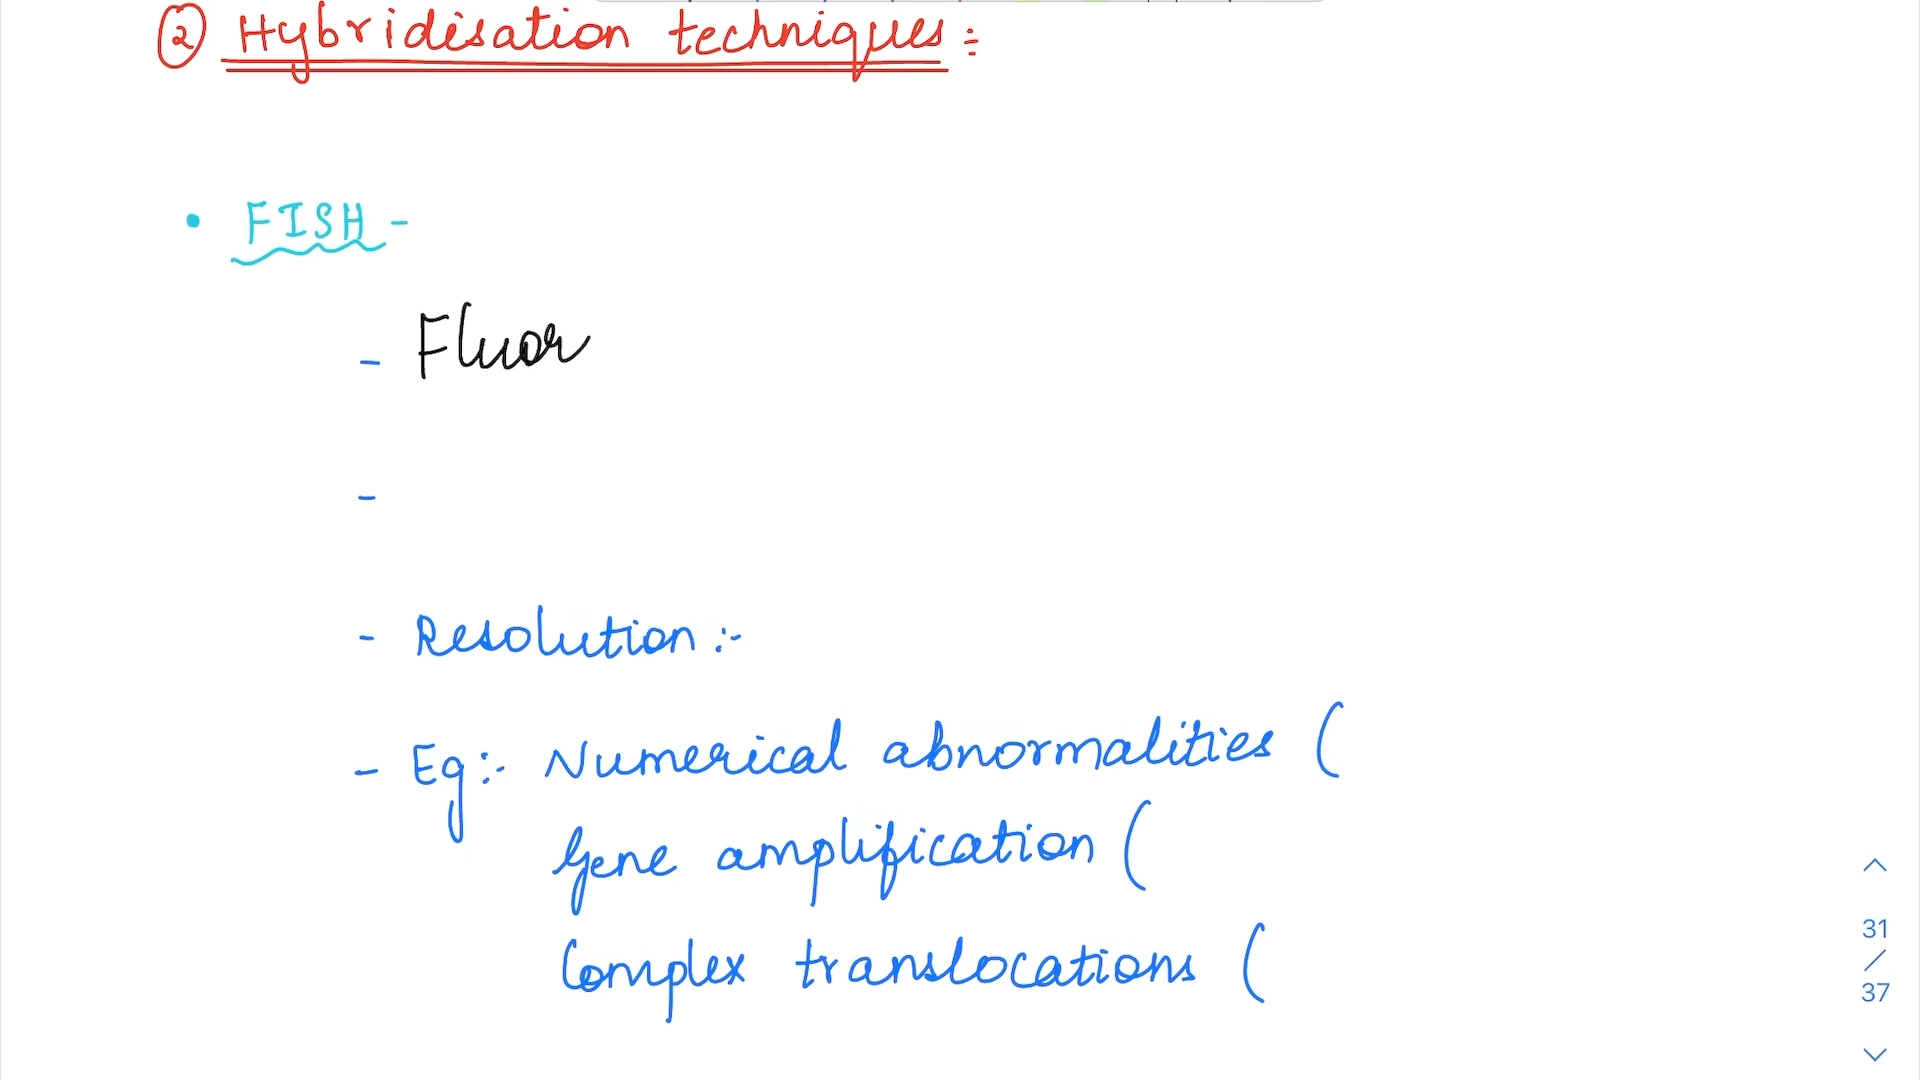 ② Hybridisation techniques :-
• FISH -
- Fluor
-
- Resolution :-
- Eg :- Numerical abnormalities (
Gene amplification (
Complex translocations (
31
/
37